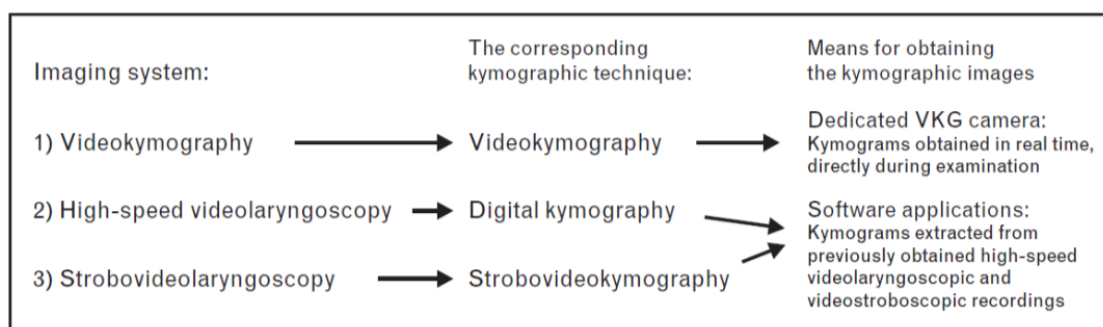 Imaging system:
The corresponding
kymographic technique:
Means for obtaining
the kymographic images
1) Videokymography
Videokymography
Dedicated VKG camera:
Kymograms obtained in real time,
directly during examination
2) High-speed videolaryngoscopy
Digital kymography
Software applications:
Kymograms extracted from
previously obtained high-speed
videolaryngoscopic and
videostroboscopic recordings
3) Strobovideolaryngoscopy
Strobovideokymography